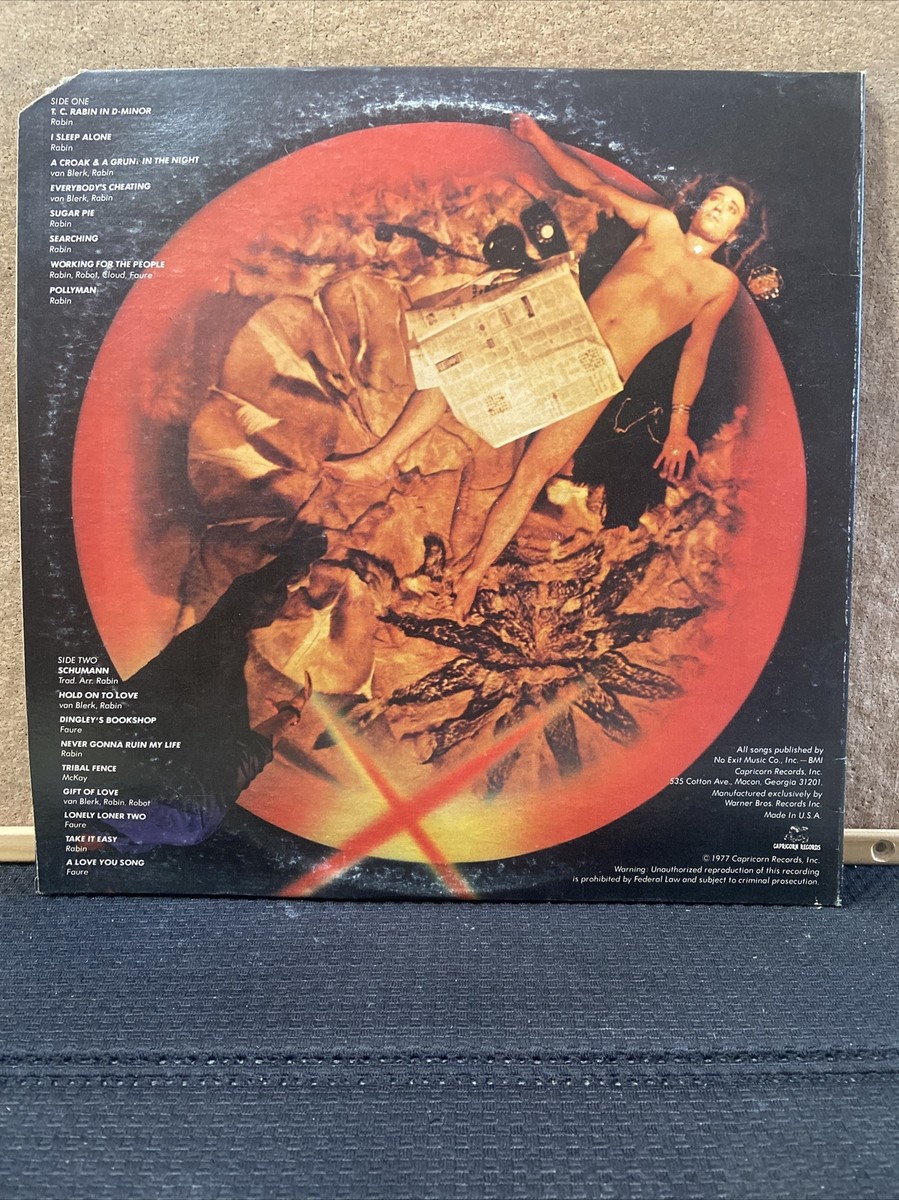 SIDE ONE
T. C. RABIN IN D-MINOR
Rabin
I SLEEP ALONE
Rabin
A CROAK & A GRUNT IN THE NIGHT
van Blerk, Rabin
EVERYBODY'S CHEATING
van Blerk, Rabin
SUGAR PIE
Rabin
SEARCHING
Rabin
WORKING FOR THE PEOPLE
Rabin, Robot, Cloud, Faure
POLLYMAN
Rabin
SIDE TWO
SCHUMANN
Trad. Arr. Rabin
HOLD ON TO LOVE
van Blerk, Rabin
DINGLEY'S BOOKSHOP
Faure
NEVER GONNA RUIN MY LIFE
Rabin
TRIBAL FENCE
McKay
GIFT OF LOVE
van Blerk, Rabin, Robot
LONELY LONER TWO
Faure
TAKE IT EASY
Rabin
A LOVE YOU SONG
Faure
All songs published by
No Exit Music Co., Inc. — BMI
Capricorn Records, Inc.
535 Cotton Ave., Macon, Georgia 31201.
Manufactured exclusively by
Warner Bros. Records Inc.
Made in U.S.A.
CAPRICORN RECORDS
© 1977 Capricorn Records, Inc.
Warning: Unauthorized reproduction of this recording
is prohibited by Federal Law and subject to criminal prosecution.